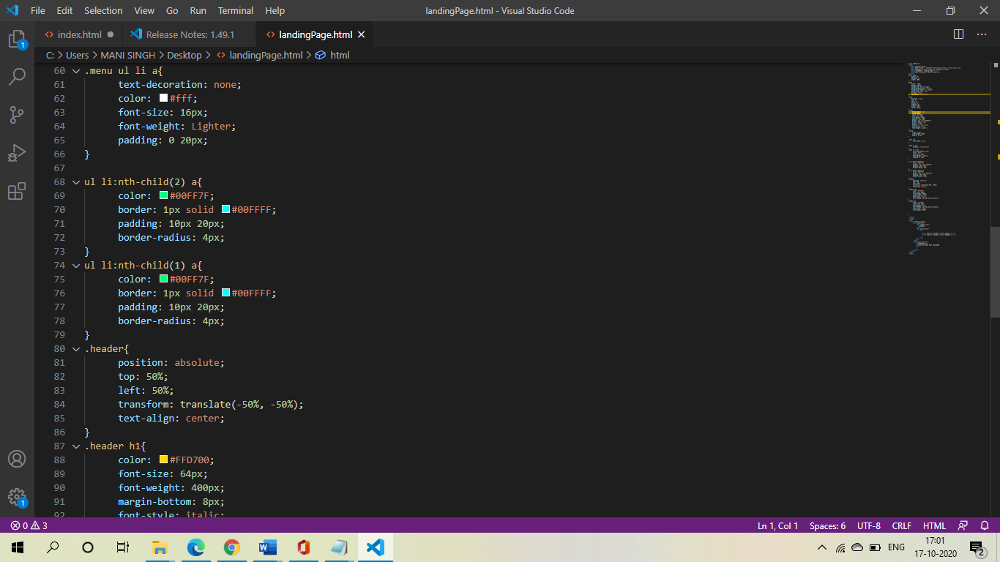 File Edit Selection View Go Run Terminal Help landingPage.html - Visual Studio Code
index.html Release Notes: 1.49.1 landingPage.html
C: > Users > MANI SINGH > Desktop > landingPage.html > html
60 .menu ul li a{
61 text-decoration: none;
62 color: #fff;
63 font-size: 16px;
64 font-weight: Lighter;
65 padding: 0 20px;
66 }
67
68 ul li:nth-child(2) a{
69 color: #00FF7F;
70 border: 1px solid #00FFFF;
71 padding: 10px 20px;
72 border-radius: 4px;
73 }
74 ul li:nth-child(1) a{
75 color: #00FF7F;
76 border: 1px solid #00FFFF;
77 padding: 10px 20px;
78 border-radius: 4px;
79 }
80 .header{
81 position: absolute;
82 top: 50%;
83 left: 50%;
84 transform: translate(-50%, -50%);
85 text-align: center;
86 }
87 .header h1{
88 color: #FFD700;
89 font-size: 64px;
90 font-weight: 400px;
91 margin-bottom: 8px;
92 font-style: italic;
1
1
0 3 Ln 1, Col 1 Spaces: 6 UTF-8 CRLF HTML
ENG 17:01
17-10-2020 2